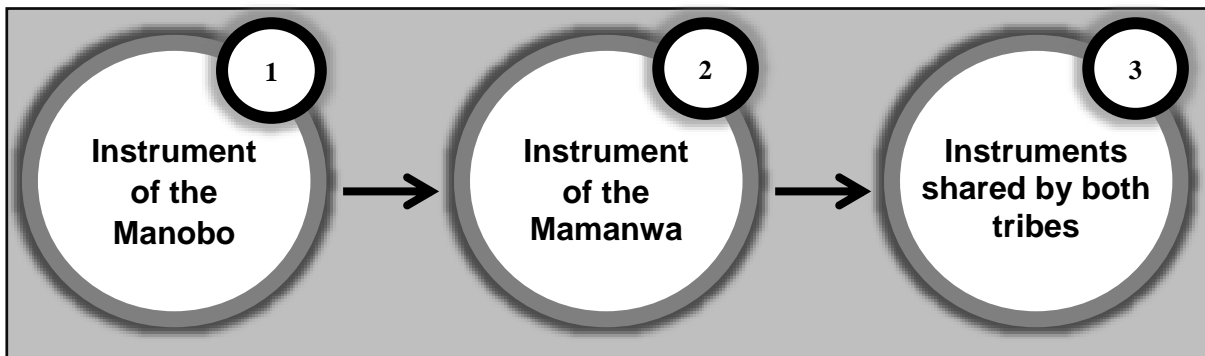 1
Instrument
of the
Manobo
2
Instrument
of the
Mamanwa
3
Instruments
shared by both
tribes